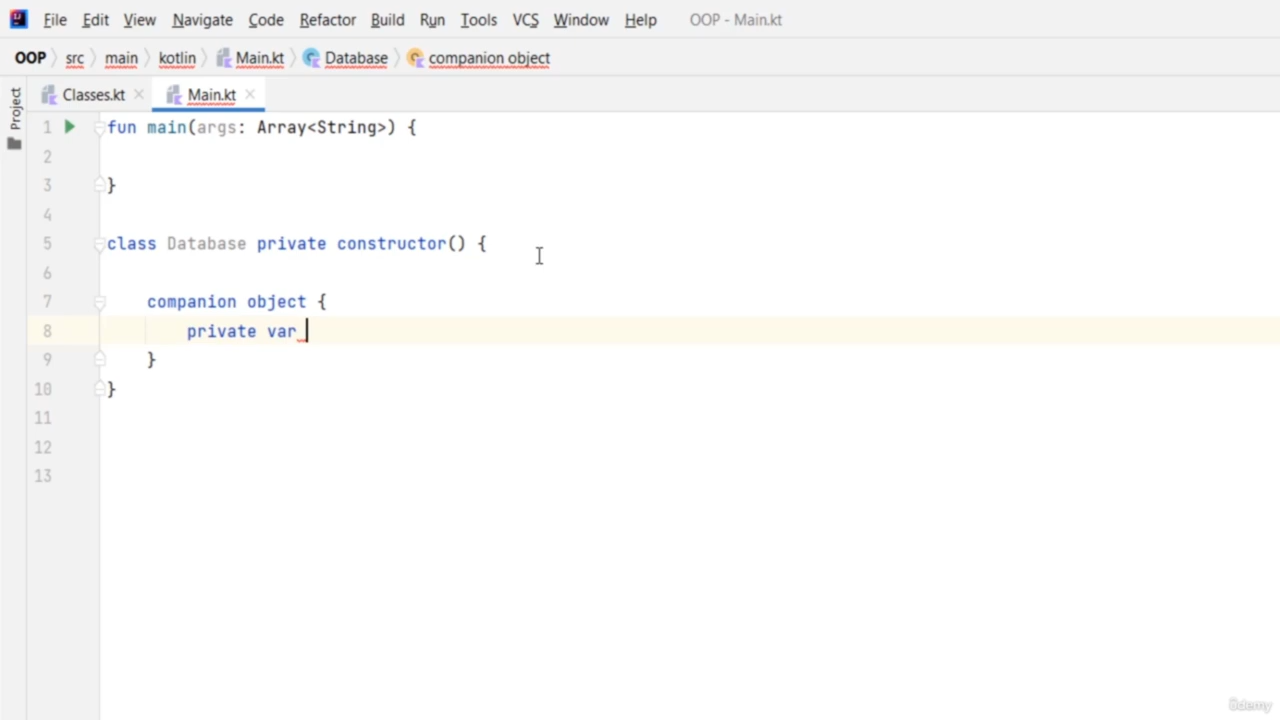 File Edit View Navigate Code Refactor Build Run Tools VCS Window Help OOP - Main.kt
OOP src main kotlin Main.kt Database companion object
Project
Classes.kt Main.kt
1 fun main(args: Array<String>) {
2
3 }
4
5 class Database private constructor() {
6
7 companion object {
8 private var
9 }
10 }
11
12
13
ûdemy